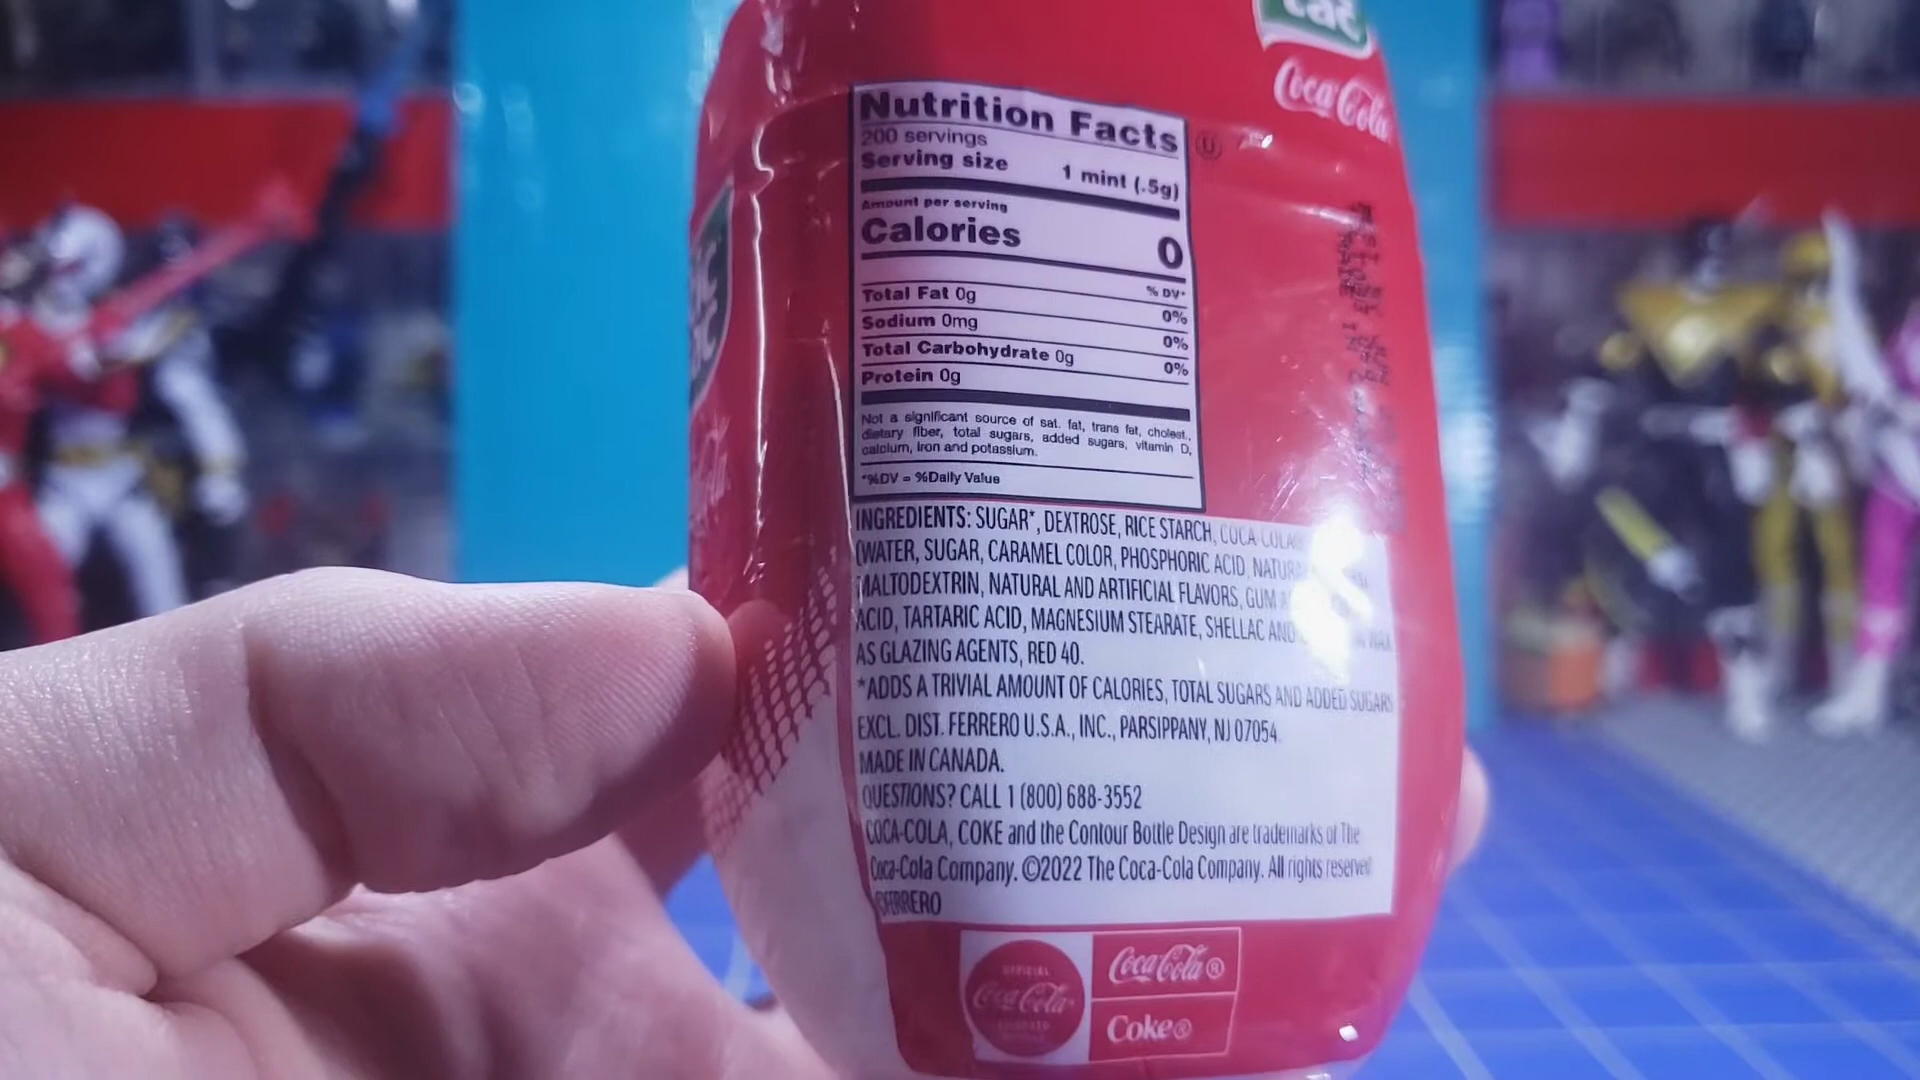 tac
Coca-Cola
Nutrition Facts
200 servings
Serving size 1 mint (.5g)
Amount per serving
Calories 0
% DV*
Total Fat 0g 0%
Sodium 0mg 0%
Total Carbohydrate 0g 0%
Protein 0g
Not a significant source of sat. fat, trans fat, cholest.,
dietary fiber, total sugars, added sugars, vitamin D,
calcium, iron and potassium.
*%DV = %Daily Value
INGREDIENTS: SUGAR*, DEXTROSE, RICE STARCH, COCA-COLA
(WATER, SUGAR, CARAMEL COLOR, PHOSPHORIC ACID,
MALTODEXTRIN, NATURAL AND ARTIFICIAL FLAVORS, GUM
ACID, TARTARIC ACID, MAGNESIUM STEARATE, SHELLAC AND WAX
AS GLAZING AGENTS, RED 40.
*ADDS A TRIVIAL AMOUNT OF CALORIES, TOTAL SUGARS AND ADDED SUGARS
EXCL. DIST. FERRERO U.S.A., INC., PARSIPPANY, NJ 07054.
MADE IN CANADA.
QUESTIONS? CALL 1 (800) 688-3552
COCA-COLA, COKE and the Contour Bottle Design are trademarks of The
Coca-Cola Company. ©2022 The Coca-Cola Company. All rights reserved
©FERRERO
OFFICIAL
Coca-Cola
Coca-Cola®
Coke®